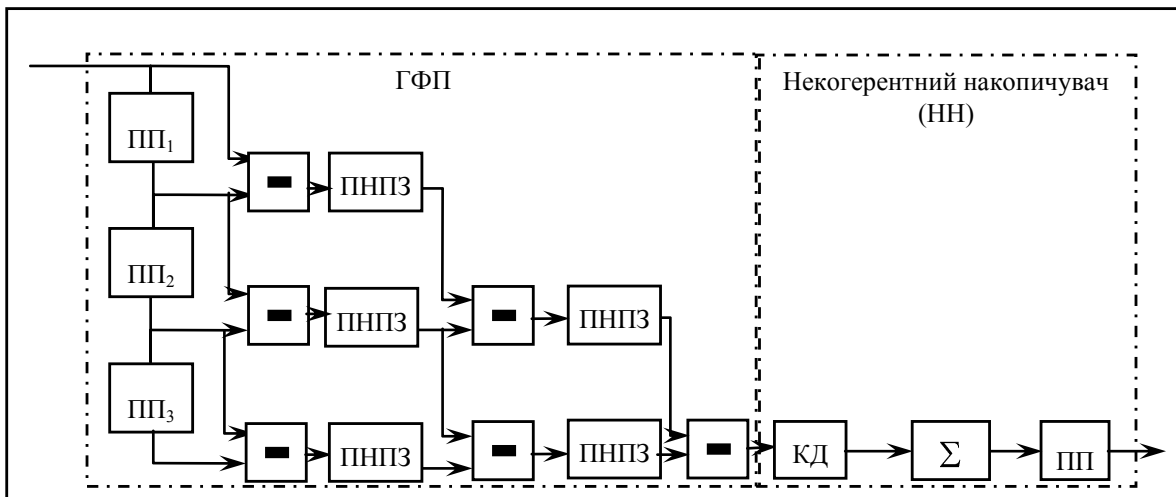 ГФП
Некогерентний накопичувач
(НН)
ПП₁
ПНПЗ
ПП₂
ПНПЗ
ПНПЗ
ПП₃
ПНПЗ
ПНПЗ
КД
Σ
ПП